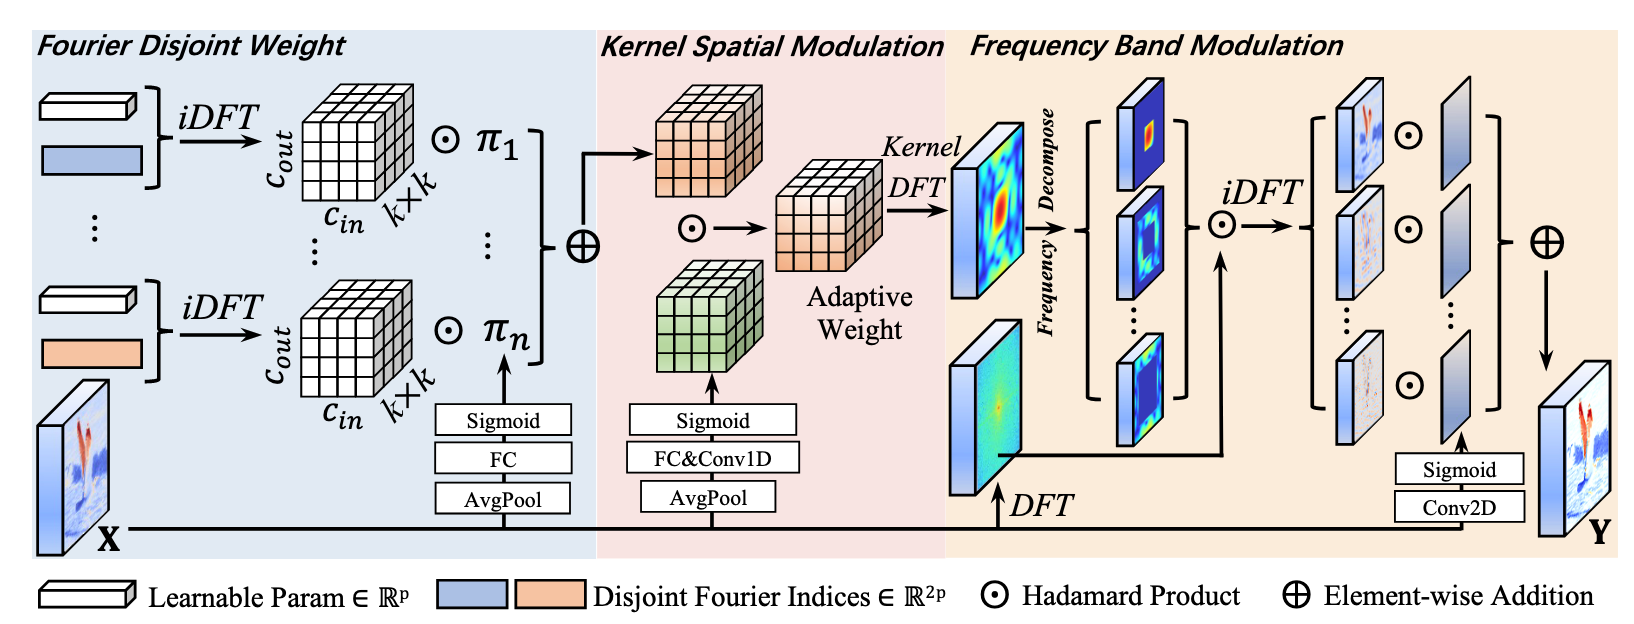 Fourier Disjoint Weight
iDFT
c_out
c_in
k×k
π_1
iDFT
c_out
c_in
k×k
π_n
Sigmoid
FC
AvgPool
X
Kernel Spatial Modulation
Adaptive
Weight
Sigmoid
FC&Conv1D
AvgPool
Frequency Band Modulation
Kernel
DFT
Frequency Decompose
DFT
iDFT
Sigmoid
Conv2D
Y
Learnable Param ∈ ℝ^p
Disjoint Fourier Indices ∈ ℝ^2p
Hadamard Product
Element-wise Addition